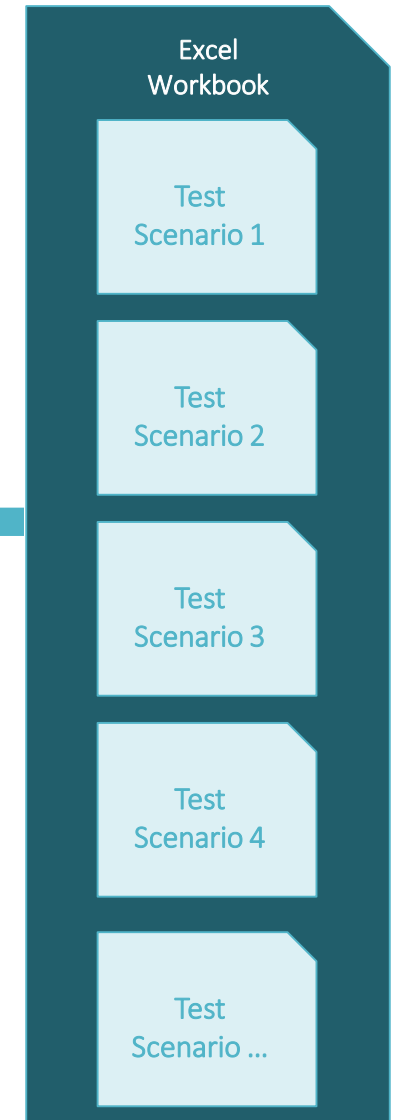 Excel
Workbook
Test
Scenario 1
Test
Scenario 2
Test
Scenario 3
Test
Scenario 4
Test
Scenario ...